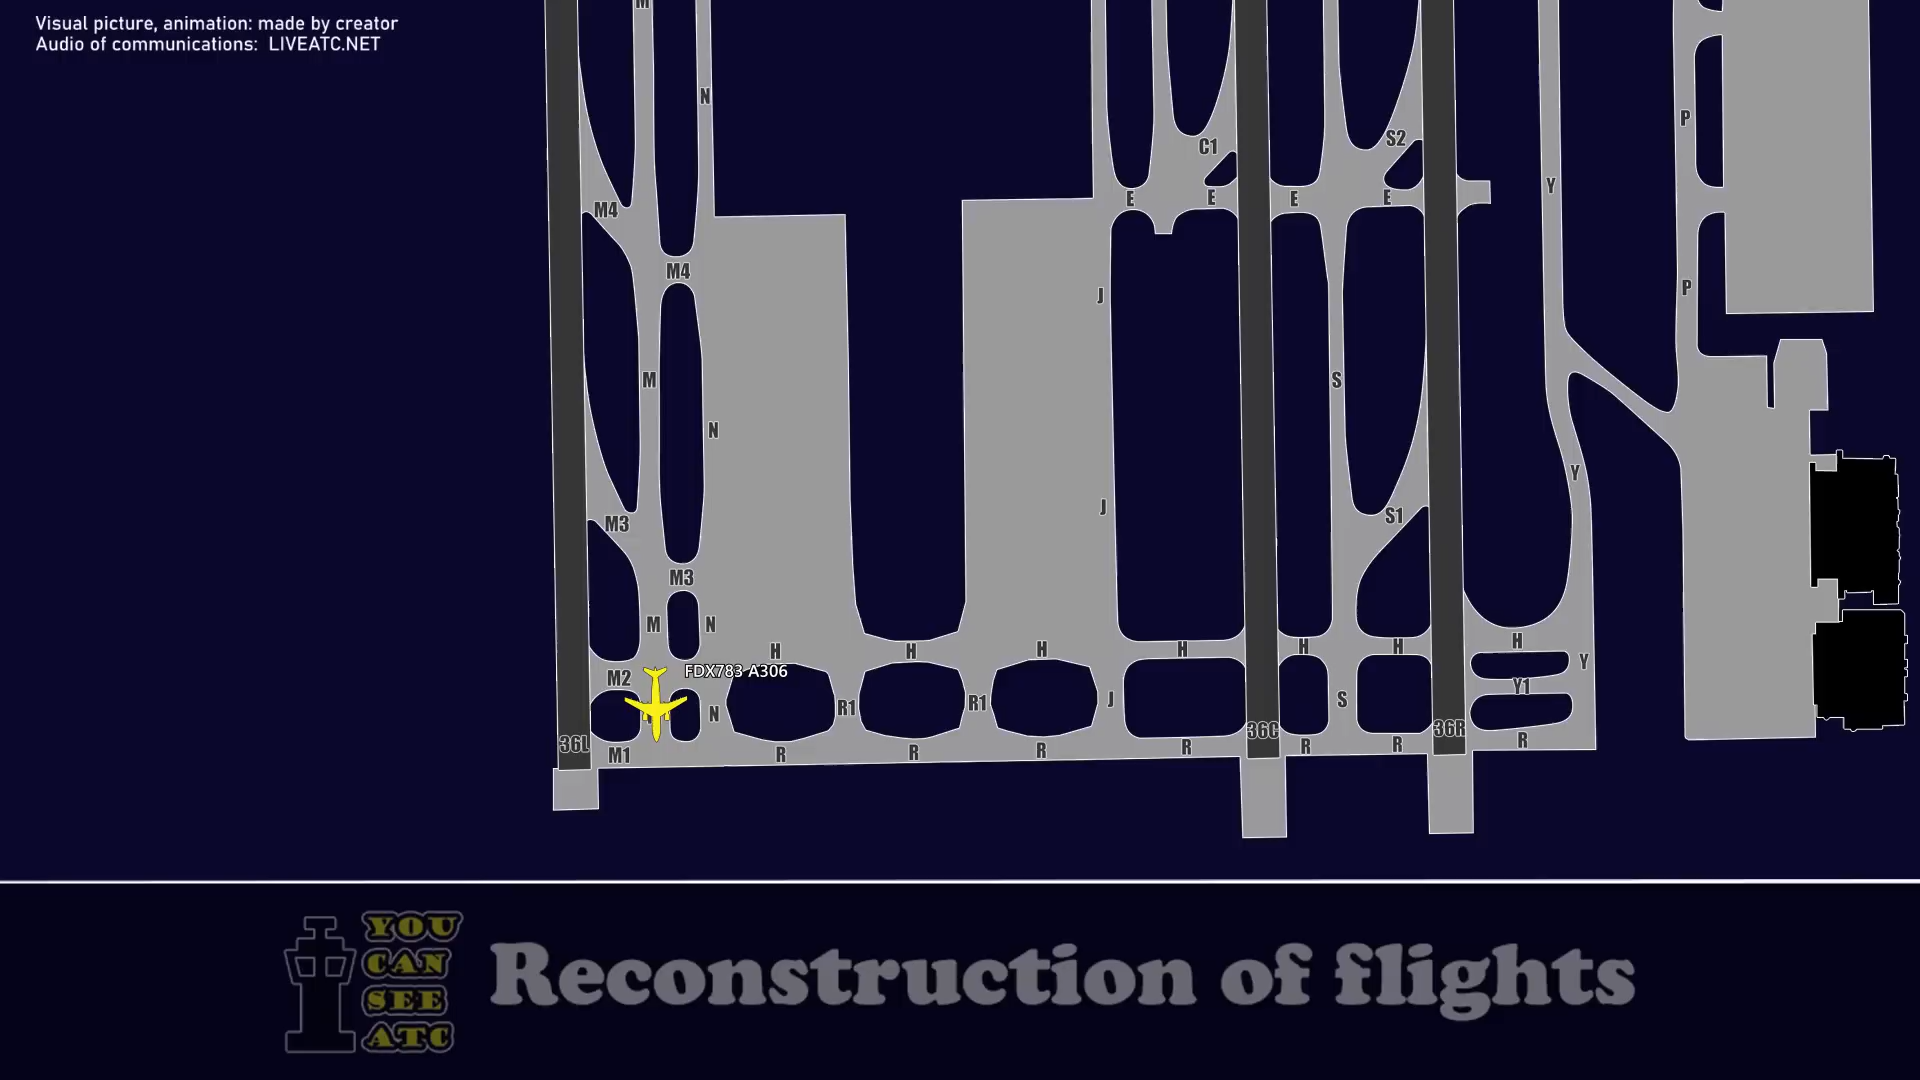 Visual picture, animation: made by creator
Audio of communications: LIVEATC.NET
M
N
P
C1
S2
Y
E
E
E
E
M4
M4
J
P
M
S
N
Y
J
S1
M3
M3
M
N
H
H
H
H
H
H
H
Y
FDX783 A306
M2
Y1
N
R1
R1
J
S
36L
36C
36R
M1
R
R
R
R
R
R
R
YOU
CAN
SEE
ATC
Reconstruction of flights